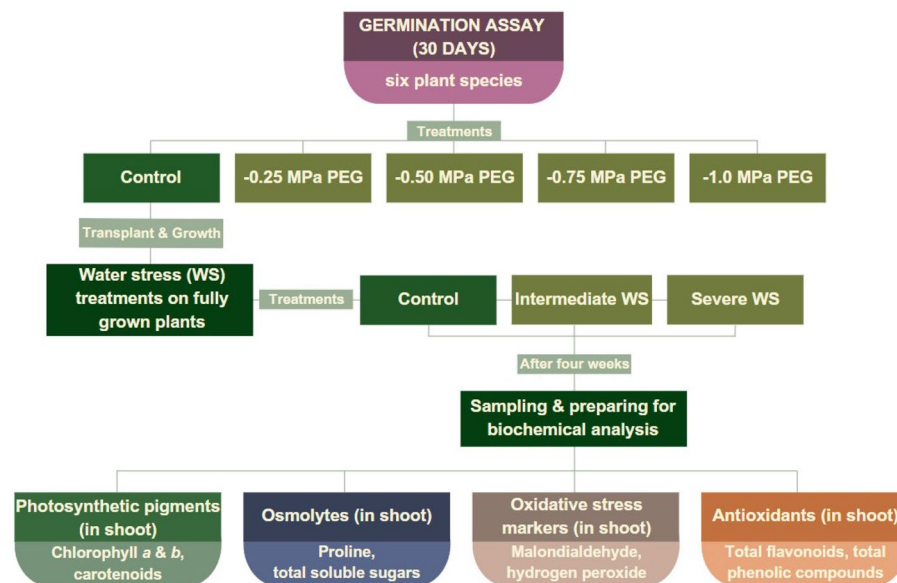 GERMINATION ASSAY
(30 DAYS)
six plant species
Treatments
Control
-0.25 MPa PEG
-0.50 MPa PEG
-0.75 MPa PEG
-1.0 MPa PEG
Transplant & Growth
Water stress (WS)
treatments on fully
grown plants
Treatments
Control
Intermediate WS
Severe WS
After four weeks
Sampling & preparing for
biochemical analysis
Photosynthetic pigments
(in shoot)
Chlorophyll a & b,
carotenoids
Osmolytes (in shoot)
Proline,
total soluble sugars
Oxidative stress
markers (in shoot)
Malondialdehyde,
hydrogen peroxide
Antioxidants (in shoot)
Total flavonoids, total
phenolic compounds